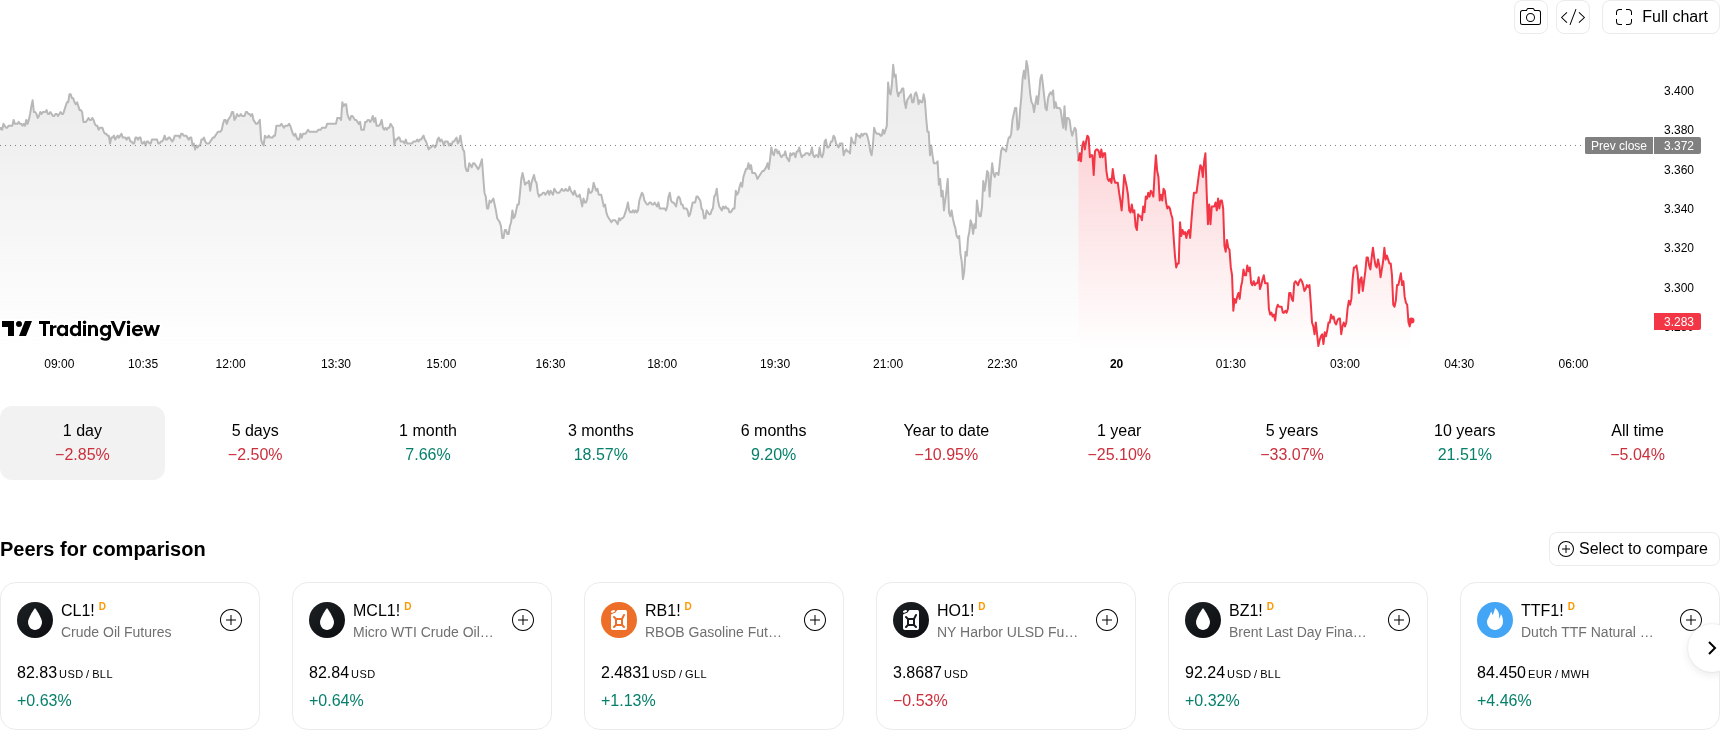 Full chart
3.400
3.380
Prev close 3.372
3.360
3.340
3.320
3.300
3.283
TradingView
09:00 10:35 12:00 13:30 15:00 16:30 18:00 19:30 21:00 22:30 20 01:30 03:00 04:30 06:00
1 day 5 days 1 month 3 months 6 months Year to date 1 year 5 years 10 years All time
−2.85% −2.50% 7.66% 18.57% 9.20% −10.95% −25.10% −33.07% 21.51% −5.04%
Peers for comparison
Select to compare
CL1! D
Crude Oil Futures
82.83 USD / BLL
+0.63%
MCL1! D
Micro WTI Crude Oil…
82.84 USD
+0.64%
RB1! D
RBOB Gasoline Fut…
2.4831 USD / GLL
+1.13%
HO1! D
NY Harbor ULSD Fu…
3.8687 USD
−0.53%
BZ1! D
Brent Last Day Fina…
92.24 USD / BLL
+0.32%
TTF1! D
Dutch TTF Natural …
84.450 EUR / MWH
+4.46%